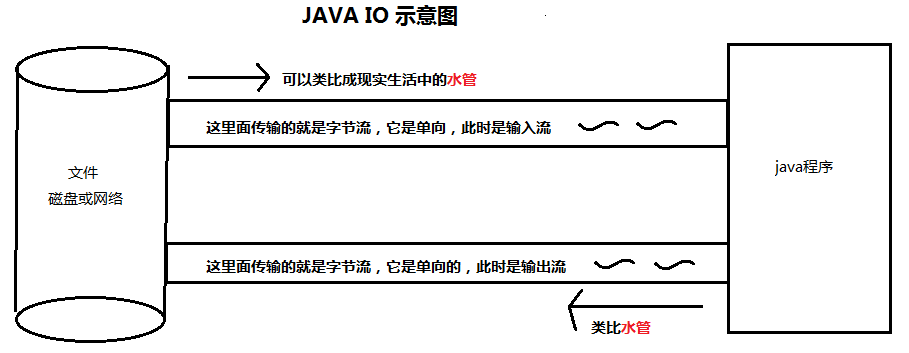 JAVA IO 示意图
可以类比成现实生活中的水管
这里面传输的就是字节流，它是单向，此时是输入流
文件
磁盘或网络
java程序
这里面传输的就是字节流，它是单向的，此时是输出流
类比水管